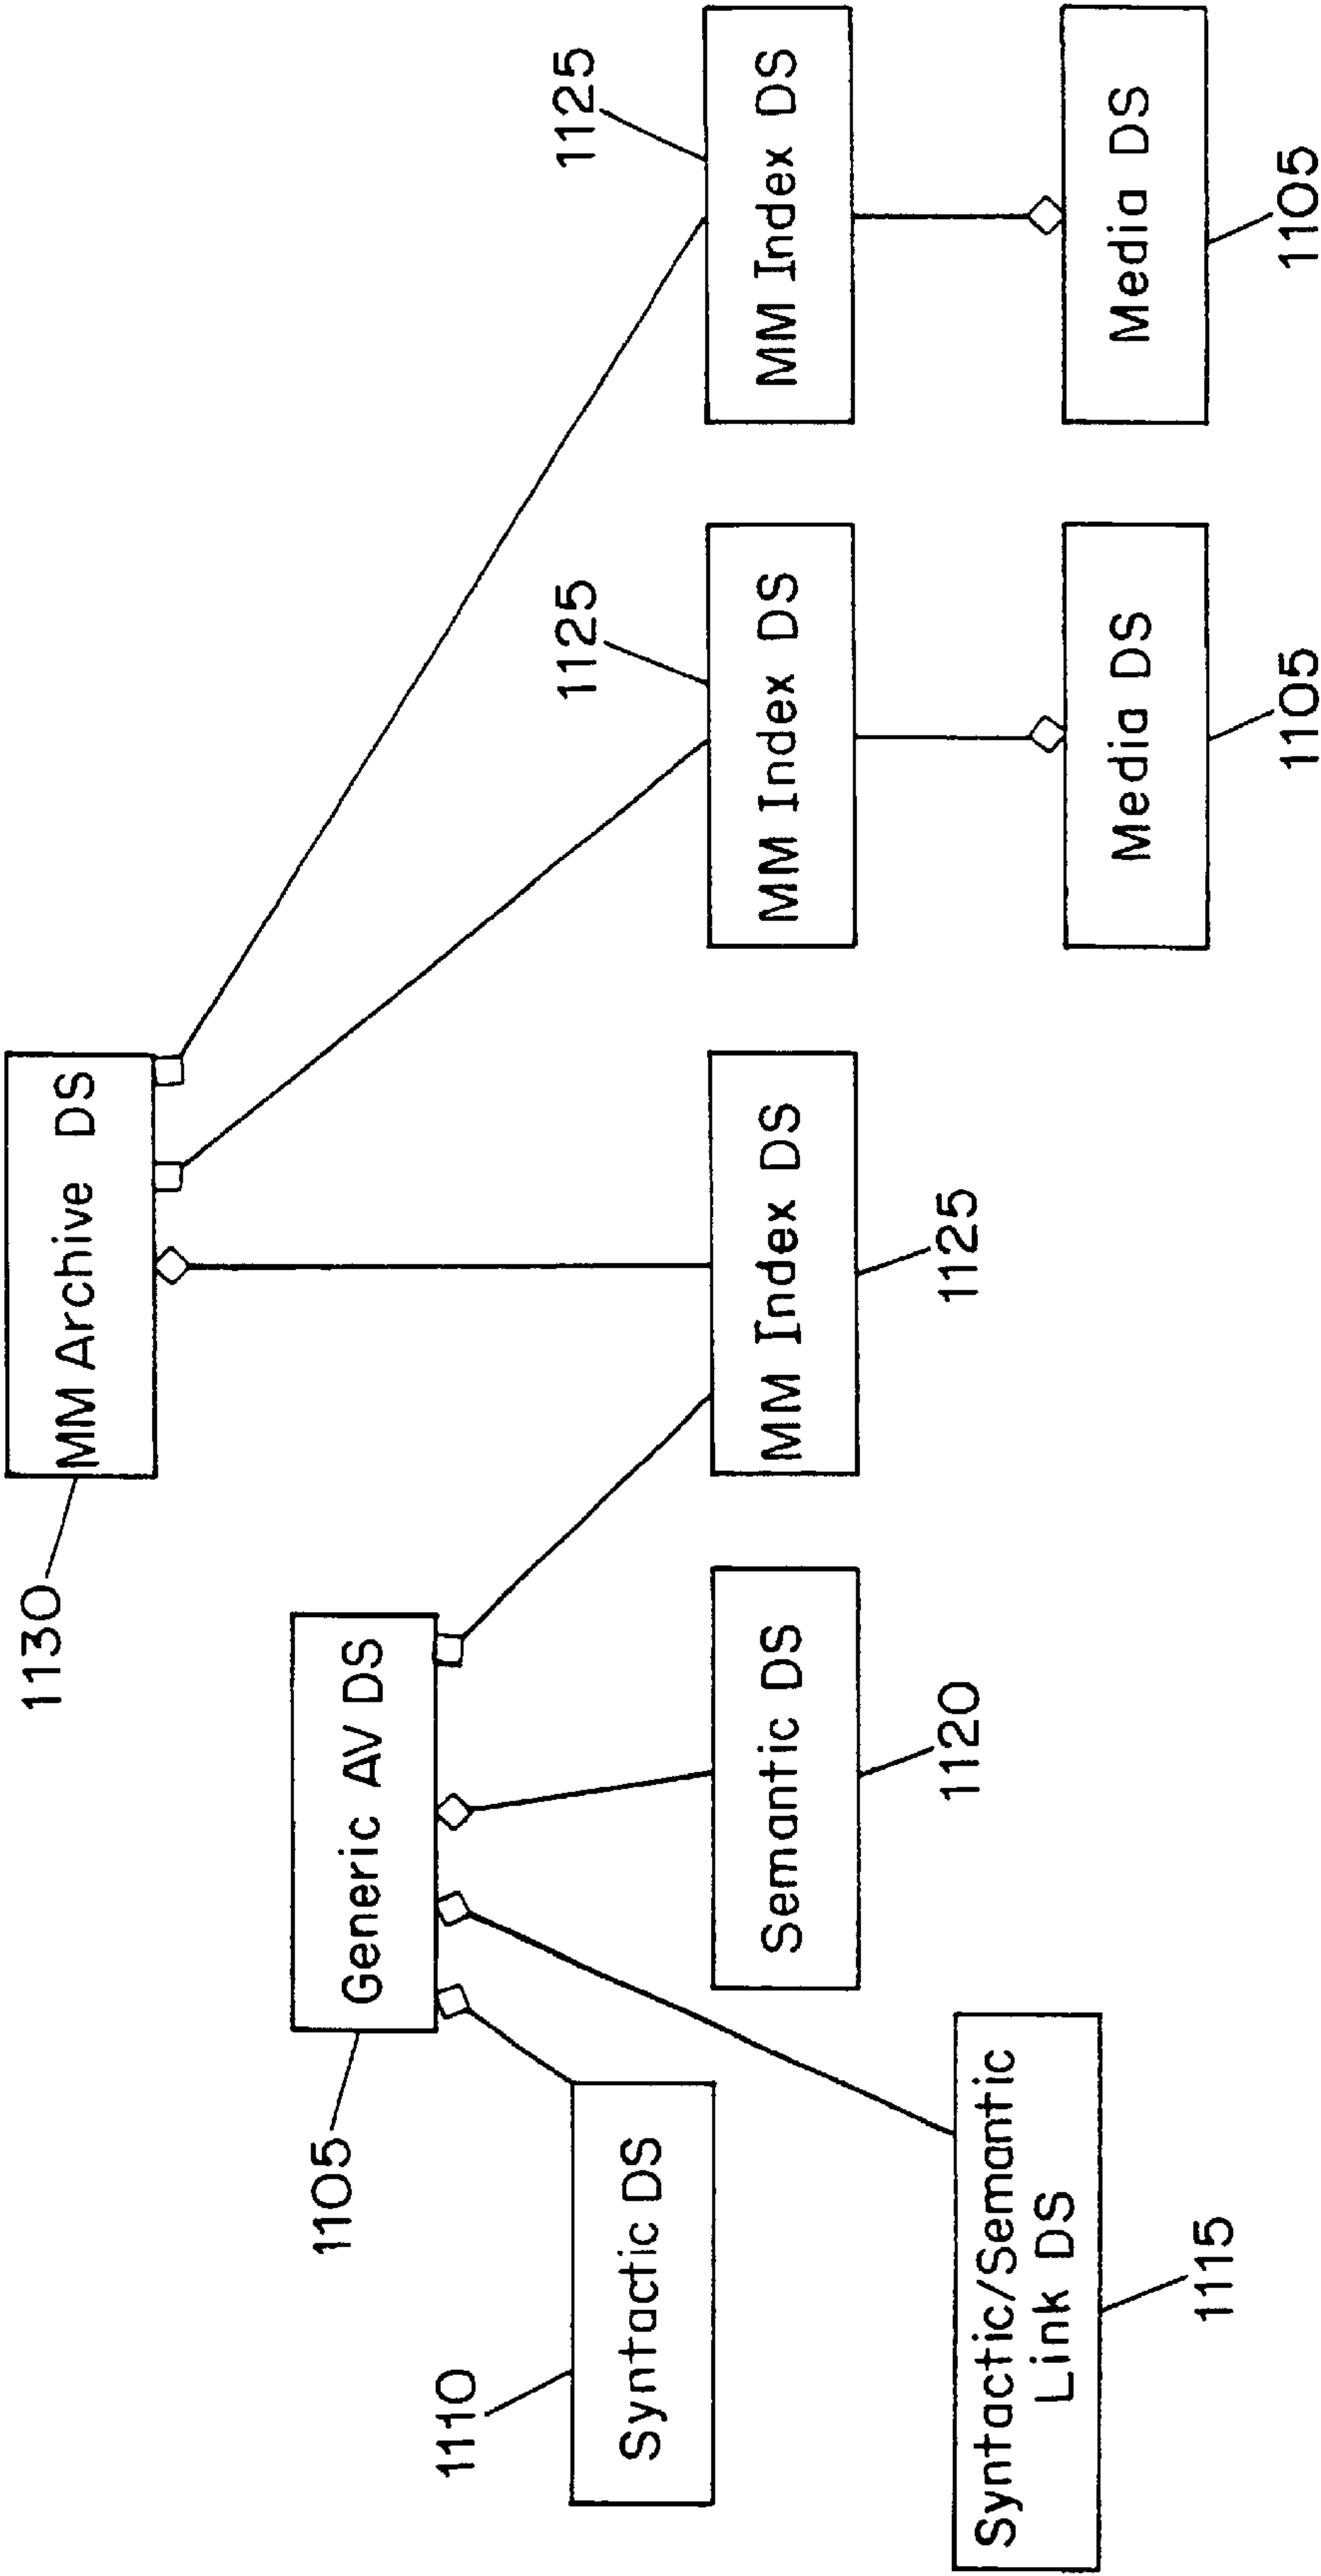 1130
MM Archive DS
1105
Generic AV DS
1110
Syntactic DS
Syntactic/Semantic
Link DS
1115
Semantic DS
1120
MM Index DS
1125
1125
MM Index DS
Media DS
1105
1125
MM Index DS
Media DS
1105